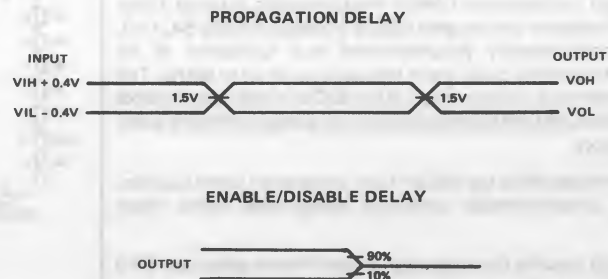 PROPAGATION DELAY
INPUT
OUTPUT
VIH + 0.4V
VOH
1.5V
1.5V
VIL – 0.4V
VOL
ENABLE/DISABLE DELAY
90%
OUTPUT
10%